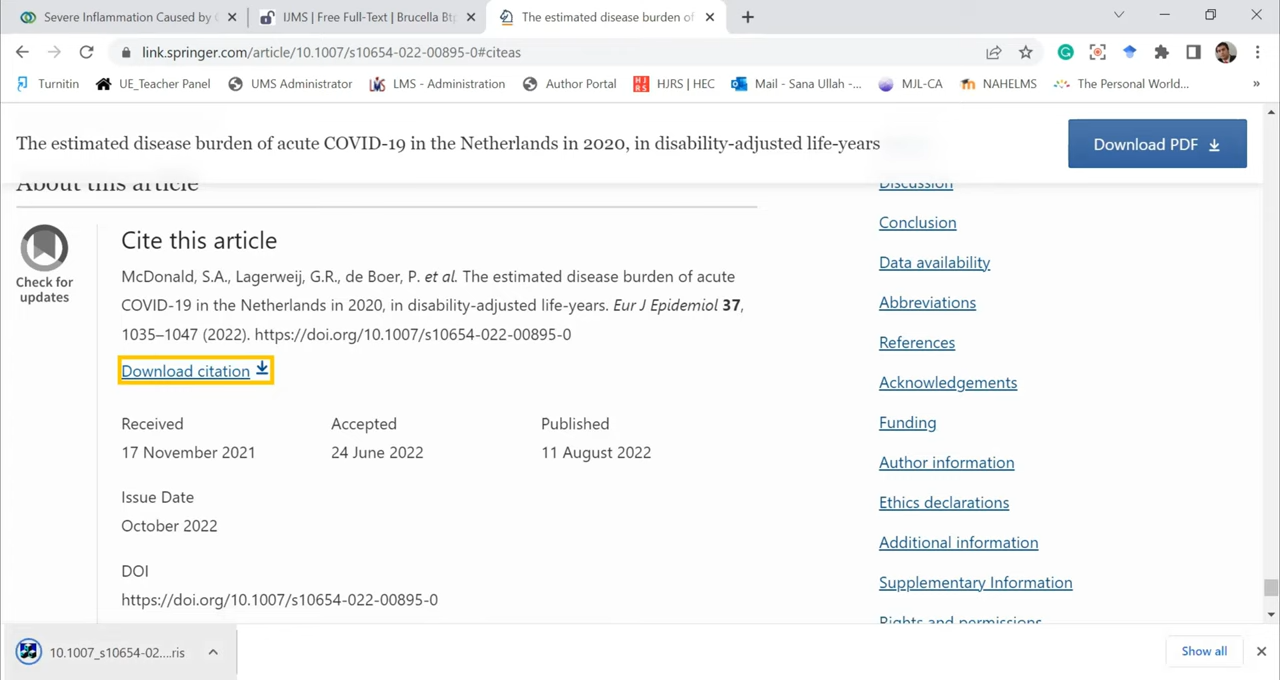 Severe Inflammation Caused by
IJMS | Free Full-Text | Brucella Btp
The estimated disease burden of
link.springer.com/article/10.1007/s10654-022-00895-0#citeas
Turnitin
UE_Teacher Panel
UMS Administrator
LMS - Administration
Author Portal
HJRS | HEC
Mail - Sana Ullah -...
MJL-CA
NAHELMS
The Personal World...
»
The estimated disease burden of acute COVID-19 in the Netherlands in 2020, in disability-adjusted life-years
Download PDF
About this article
Check for
updates
Cite this article
McDonald, S.A., Lagerweij, G.R., de Boer, P. et al. The estimated disease burden of acute
COVID-19 in the Netherlands in 2020, in disability-adjusted life-years. Eur J Epidemiol 37,
1035–1047 (2022). https://doi.org/10.1007/s10654-022-00895-0
Download citation
Received
17 November 2021
Accepted
24 June 2022
Published
11 August 2022
Issue Date
October 2022
DOI
https://doi.org/10.1007/s10654-022-00895-0
Discussion
Conclusion
Data availability
Abbreviations
References
Acknowledgements
Funding
Author information
Ethics declarations
Additional information
Supplementary Information
Rights and permissions
10.1007_s10654-02....ris
Show all